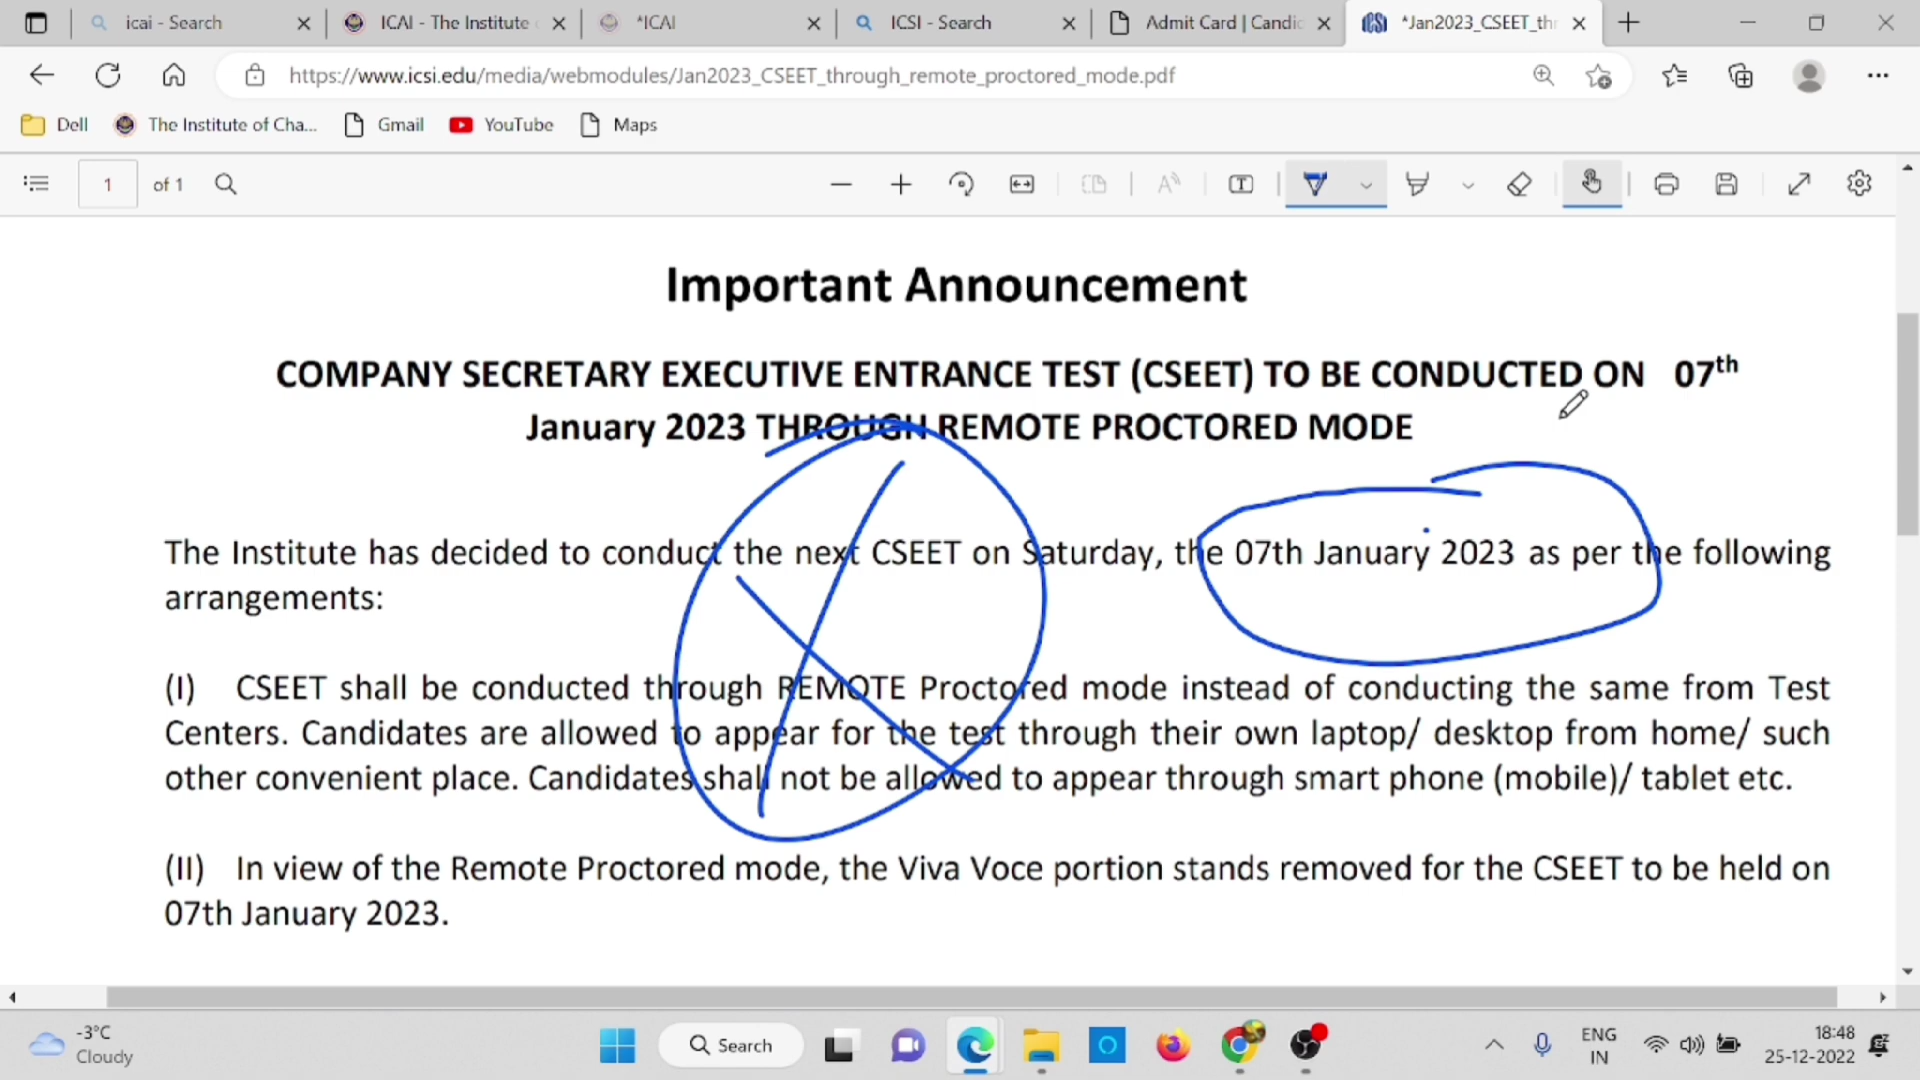 icai - Search
ICAI - The Institute
*ICAI
ICSI - Search
Admit Card | Candic
*Jan2023_CSEET_thr
https://www.icsi.edu/media/webmodules/Jan2023_CSEET_through_remote_proctored_mode.pdf
Dell
The Institute of Cha...
Gmail
YouTube
Maps
1 of 1
Important Announcement
COMPANY SECRETARY EXECUTIVE ENTRANCE TEST (CSEET) TO BE CONDUCTED ON 07th
January 2023 THROUGH REMOTE PROCTORED MODE
The Institute has decided to conduct the next CSEET on Saturday, the 07th January 2023 as per the following
arrangements:
(I) CSEET shall be conducted through REMOTE Proctored mode instead of conducting the same from Test
Centers. Candidates are allowed to appear for the test through their own laptop/ desktop from home/ such
other convenient place. Candidates shall not be allowed to appear through smart phone (mobile)/ tablet etc.
(II) In view of the Remote Proctored mode, the Viva Voce portion stands removed for the CSEET to be held on
07th January 2023.
-3°C
Cloudy
Search
ENG
IN
18:48
25-12-2022